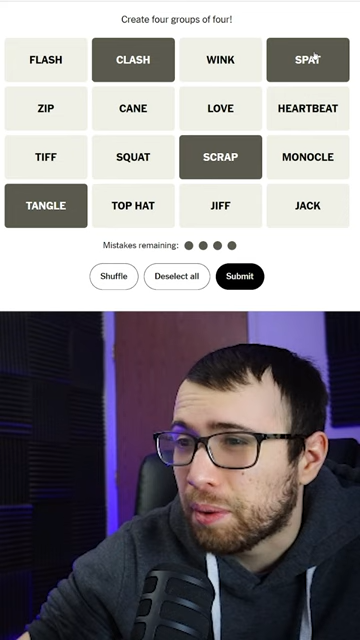 Create four groups of four!
FLASH CLASH WINK SPAT
ZIP CANE LOVE HEARTBEAT
TIFF SQUAT SCRAP MONOCLE
TANGLE TOP HAT JIFF JACK
Mistakes remaining:
Shuffle Deselect all Submit